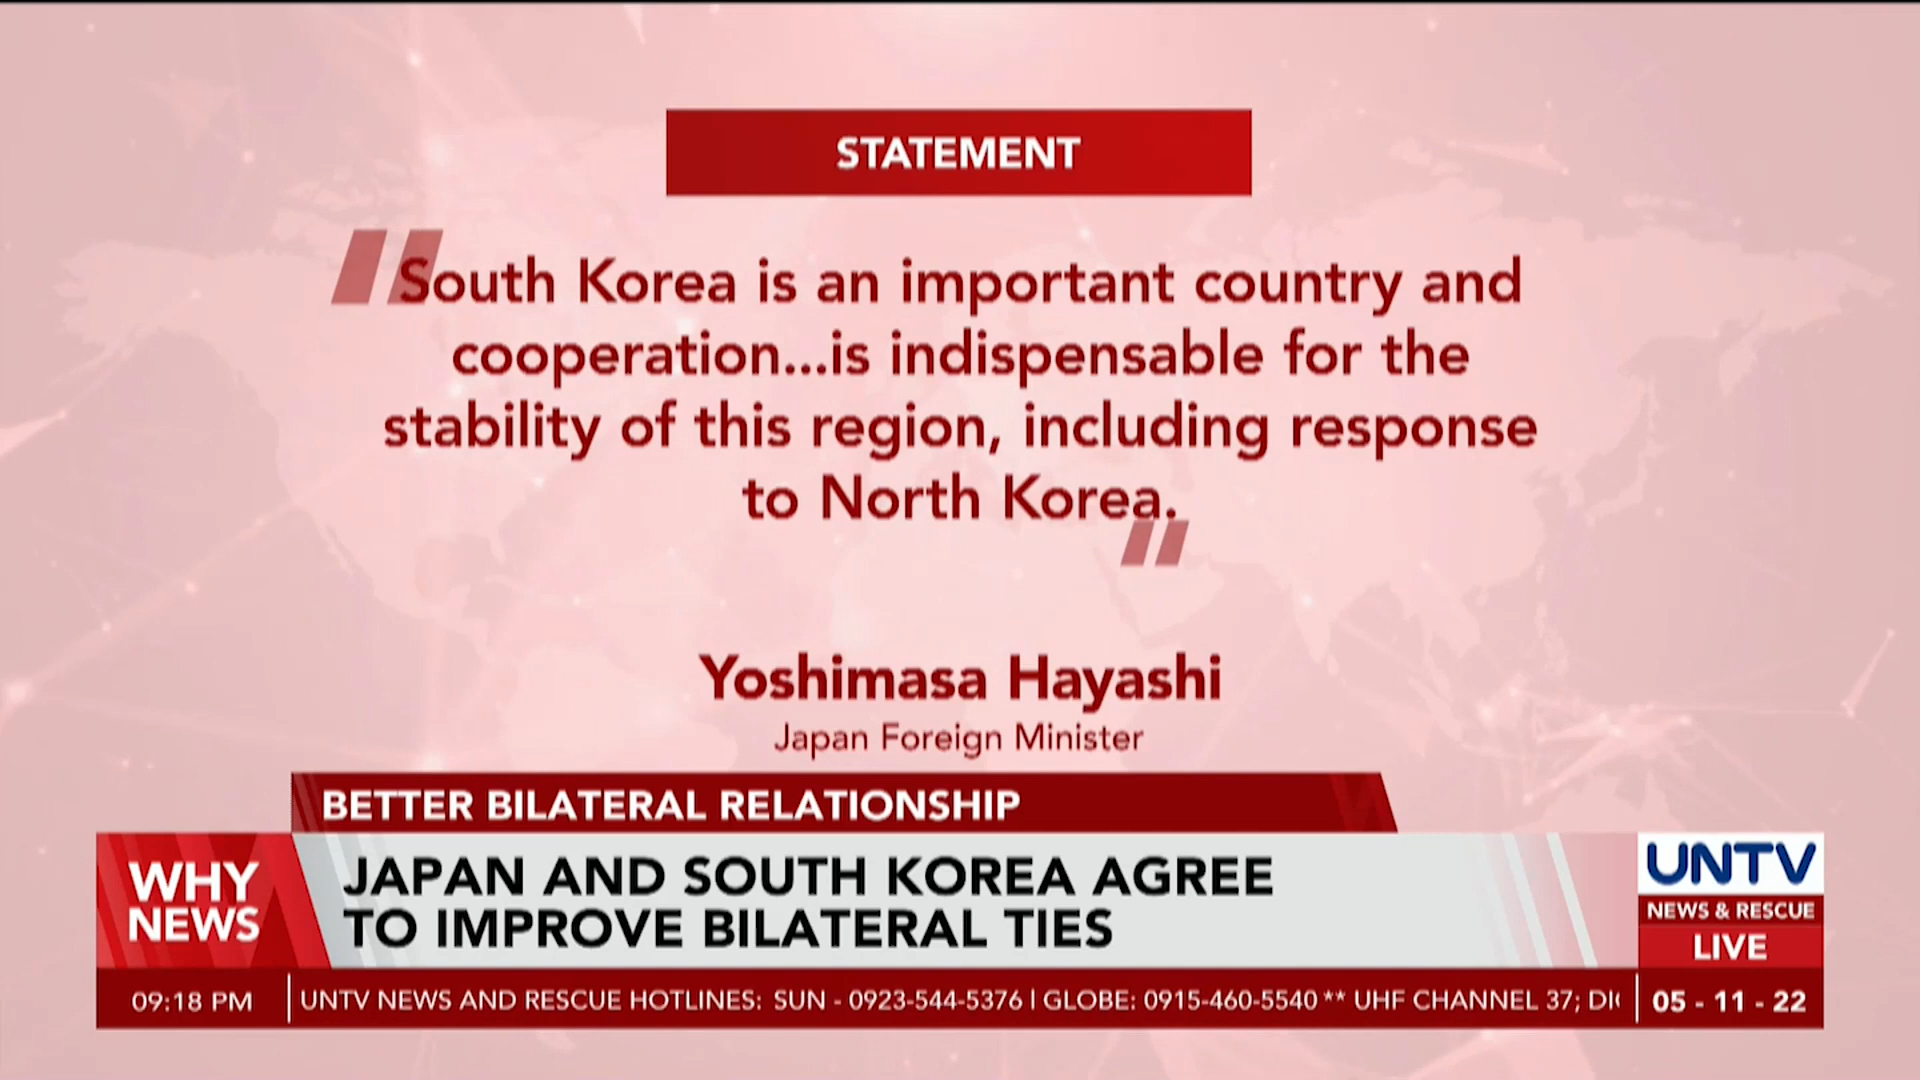 STATEMENT
"South Korea is an important country and
cooperation...is indispensable for the
stability of this region, including response
to North Korea."
Yoshimasa Hayashi
Japan Foreign Minister
BETTER BILATERAL RELATIONSHIP
WHY
NEWS
JAPAN AND SOUTH KOREA AGREE
TO IMPROVE BILATERAL TIES
UNTV
NEWS & RESCUE
LIVE
09:18 PM
UNTV NEWS AND RESCUE HOTLINES: SUN - 0923-544-5376 | GLOBE: 0915-460-5540 ** UHF CHANNEL 37;
05 - 11 - 22